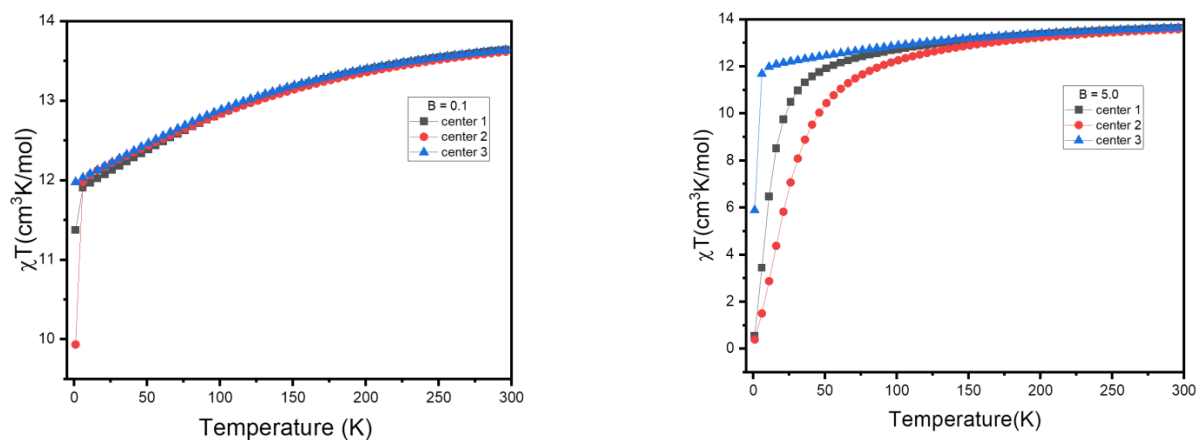 14
13
12
11
10
χT(cm³K/mol)
B = 0.1
center 1
center 2
center 3
0 50 100 150 200 250 300
Temperature (K)
14
12
10
8
6
4
2
0
χT(cm³K/mol)
B = 5.0
center 1
center 2
center 3
0 50 100 150 200 250 300
Temperature(K)